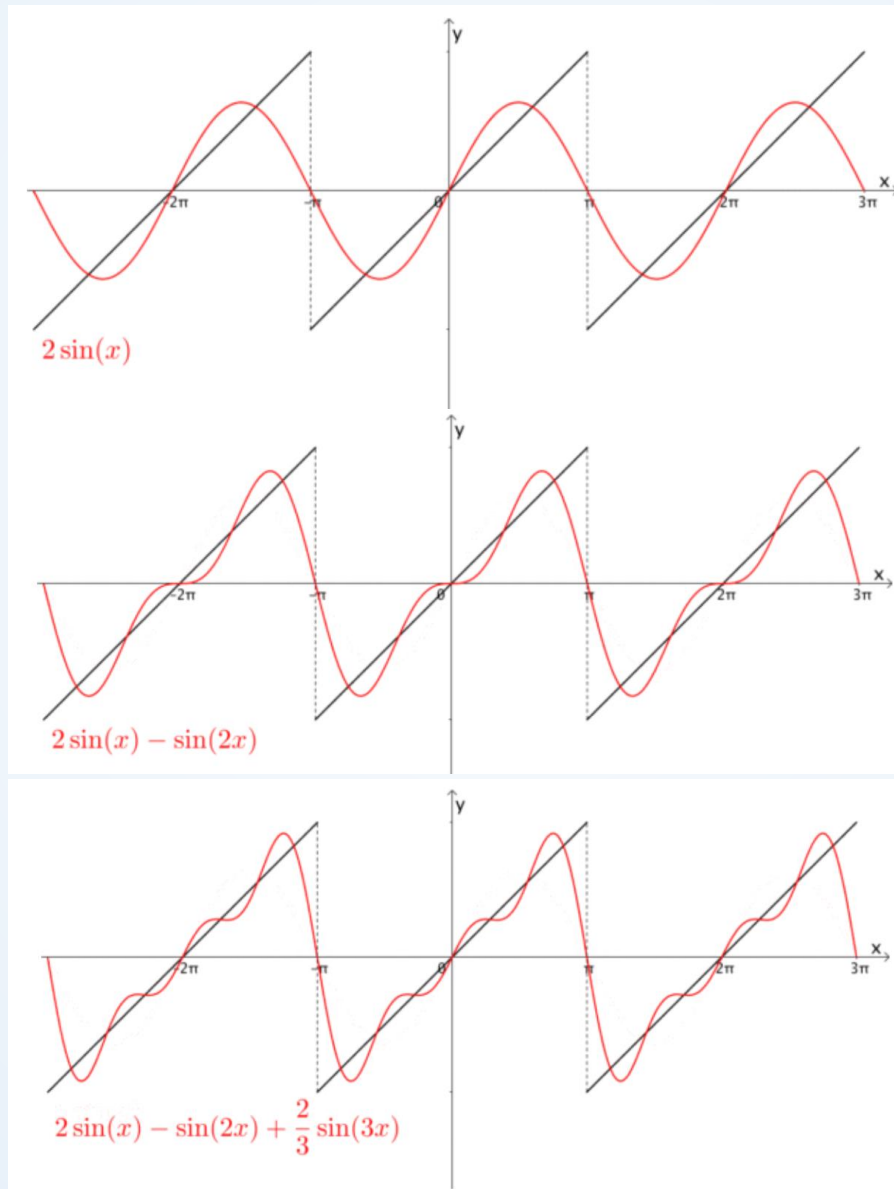 y
x
-2π -π 0 π 2π 3π
2 sin(x)
y
x
-2π -π 0 π 2π 3π
2 sin(x) − sin(2x)
y
x
-2π -π 0 π 2π 3π
2 sin(x) − sin(2x) + 2/3 sin(3x)